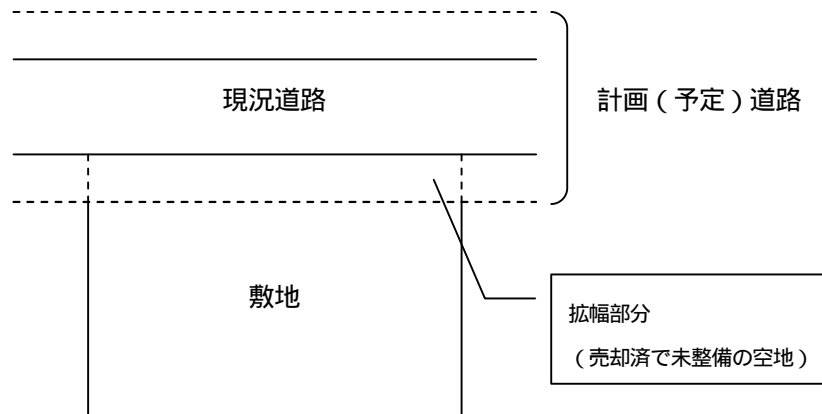 現況道路
計画（予定）道路
敷地
拡幅部分
（売却済で未整備の空地）